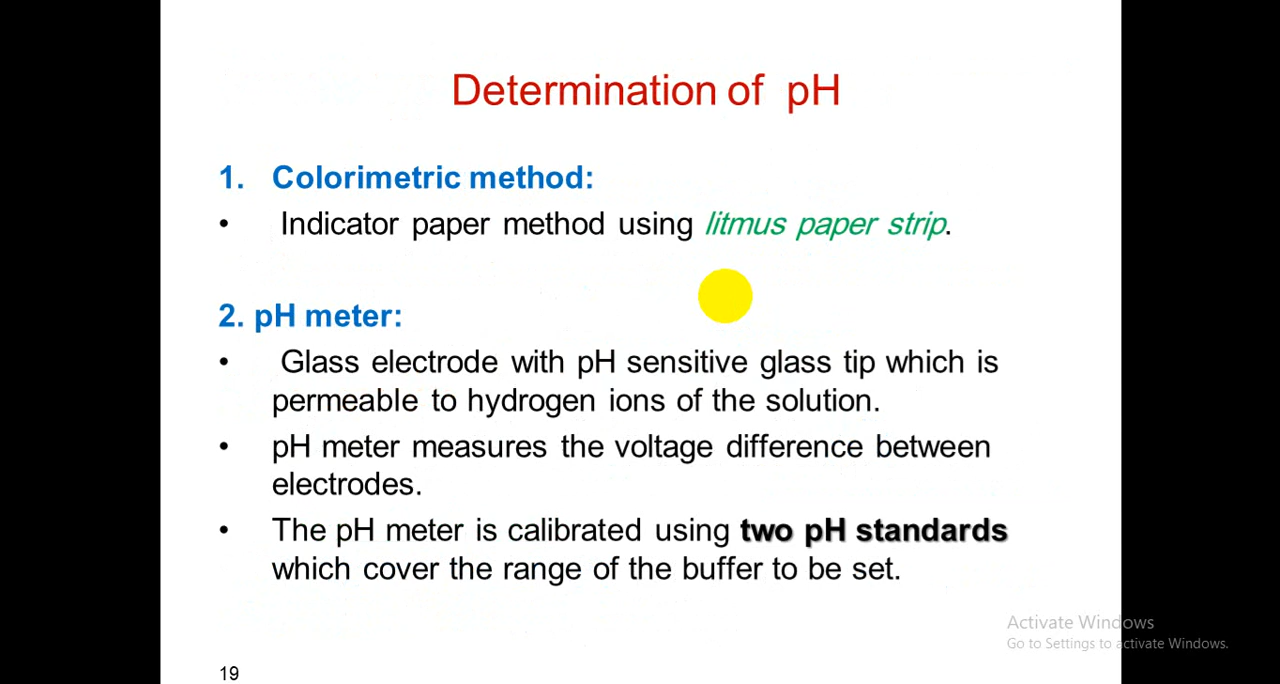 Determination of pH
1. Colorimetric method:
• Indicator paper method using litmus paper strip.
2. pH meter:
• Glass electrode with pH sensitive glass tip which is
permeable to hydrogen ions of the solution.
• pH meter measures the voltage difference between
electrodes.
• The pH meter is calibrated using two pH standards
which cover the range of the buffer to be set.
Activate Windows
Go to Settings to activate Windows.
19